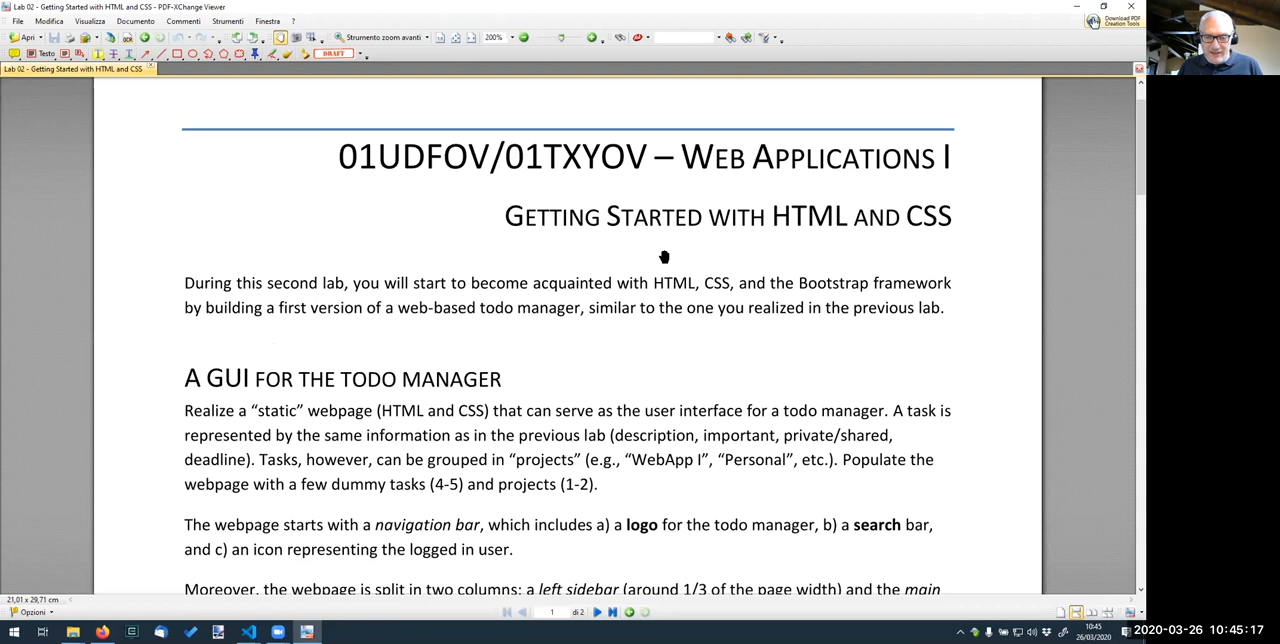 Lab 02 - Getting Started with HTML and CSS - PDF-XChange Viewer
File Modifica Visualizza Documento Commenti Strumenti Finestra ?
Download PDF
Creation Tools
Apri OCR Strumento zoom avanti 200%
Testo DRAFT
Lab 02 - Getting Started with HTML and CSS
01UDFOV/01TXYOV – WEB APPLICATIONS I
GETTING STARTED WITH HTML AND CSS
During this second lab, you will start to become acquainted with HTML, CSS, and the Bootstrap framework
by building a first version of a web-based todo manager, similar to the one you realized in the previous lab.
A GUI FOR THE TODO MANAGER
Realize a “static” webpage (HTML and CSS) that can serve as the user interface for a todo manager. A task is
represented by the same information as in the previous lab (description, important, private/shared,
deadline). Tasks, however, can be grouped in “projects” (e.g., “WebApp I”, “Personal”, etc.). Populate the
webpage with a few dummy tasks (4-5) and projects (1-2).
The webpage starts with a navigation bar, which includes a) a logo for the todo manager, b) a search bar,
and c) an icon representing the logged in user.
Moreover, the webpage is split in two columns: a left sidebar (around 1/3 of the page width) and the main
21,01 x 29,71 cm
Opzioni 1 di 2
10:45
26/03/2020
2020-03-26 10:45:17